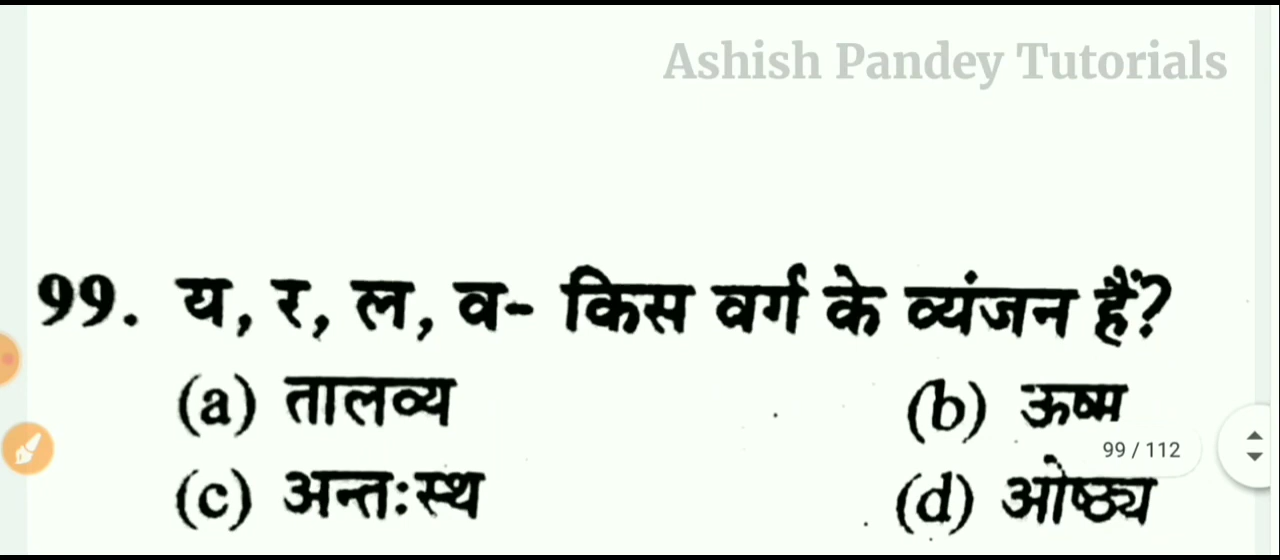 Ashish Pandey Tutorials
99. य, र, ल, व- किस वर्ग के व्यंजन हैं?
(a) तालव्य (b) ऊष्म
99 / 112
(c) अन्तःस्थ (d) ओष्ठ्य